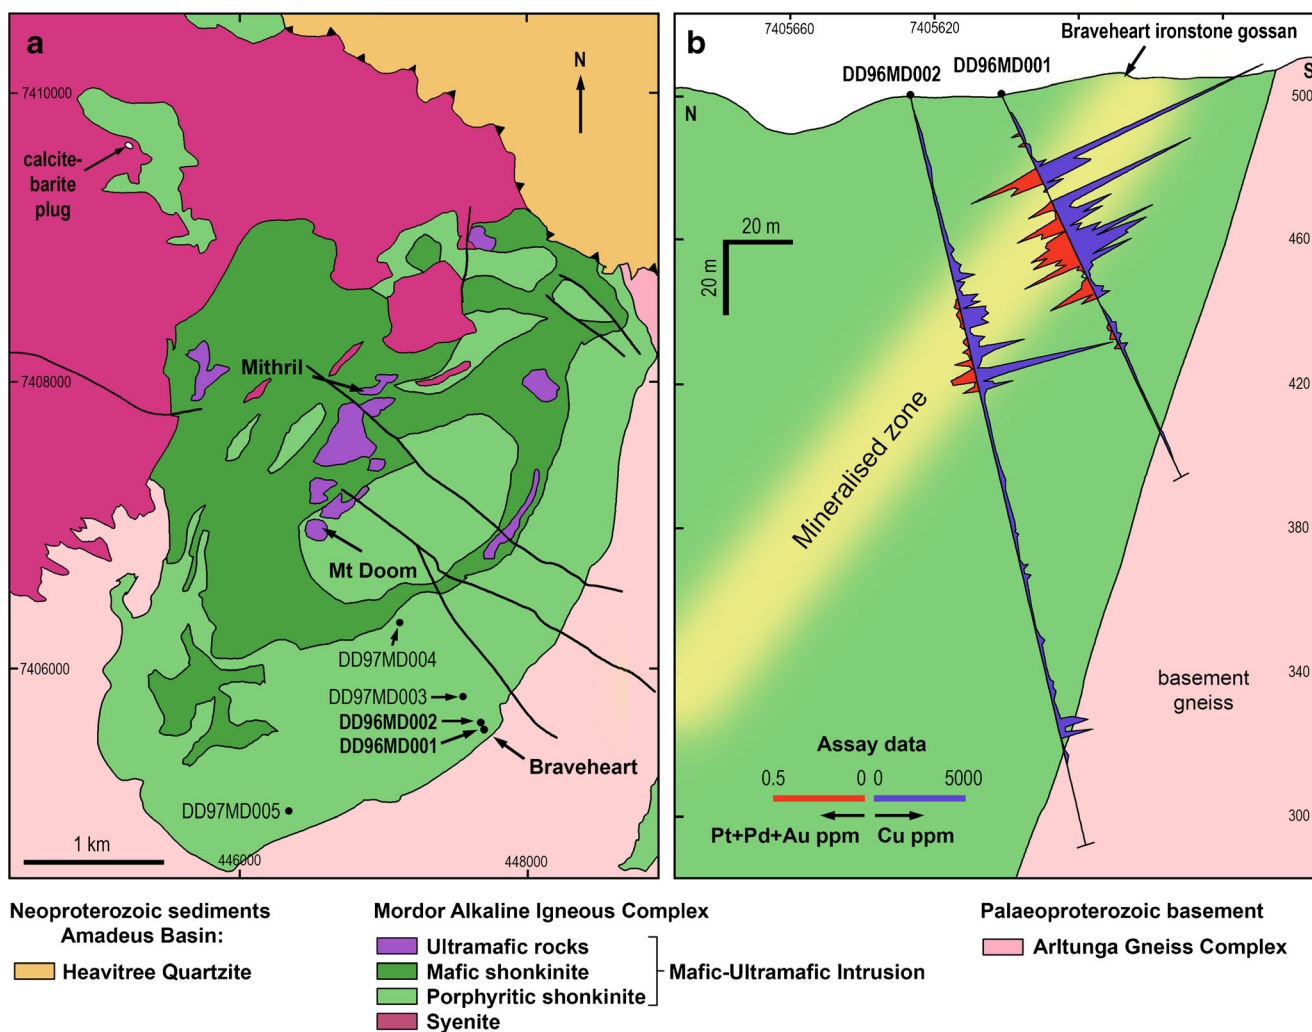 a
N
7410000
calcite-
barite
plug
Mithril
7408000
Mt Doom
DD97MD004
7406000
DD97MD003
DD96MD002
DD96MD001
Braveheart
DD97MD005
1 km
446000
448000
b
7405660
7405620
Braveheart ironstone gossan
DD96MD002
DD96MD001
N
S
500
20 m
20 m
460
420
Mineralised zone
380
340
basement
gneiss
Assay data
0.5 0 0 5000
Pt+Pd+Au ppm Cu ppm
300
Neoproterozoic sediments
Amadeus Basin:
Heavitree Quartzite
Mordor Alkaline Igneous Complex
Ultramafic rocks
Mafic shonkinite
Porphyritic shonkinite
Mafic-Ultramafic Intrusion
Syenite
Palaeoproterozoic basement
Arltunga Gneiss Complex